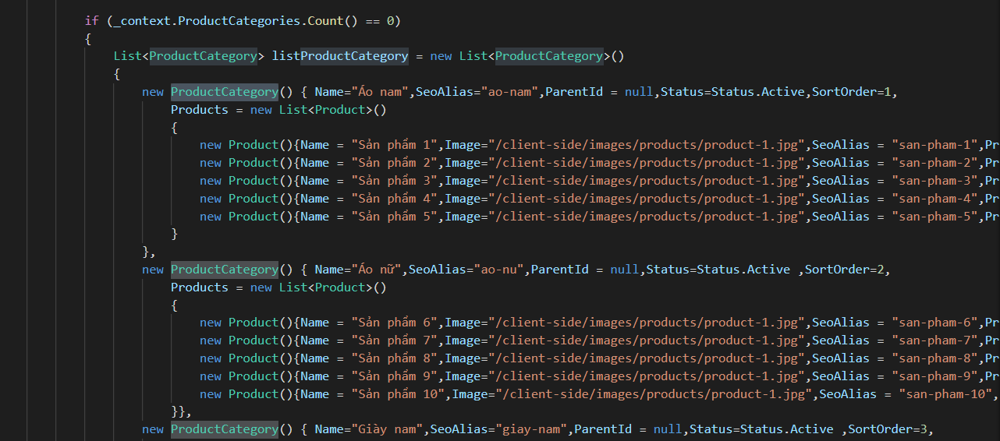 if (_context.ProductCategories.Count() == 0)
{
List<ProductCategory> listProductCategory = new List<ProductCategory>()
{
new ProductCategory() { Name="Áo nam",SeoAlias="ao-nam",ParentId = null,Status=Status.Active,SortOrder=1,
Products = new List<Product>()
{
new Product(){Name = "Sản phẩm 1",Image="/client-side/images/products/product-1.jpg",SeoAlias = "san-pham-1",Pr
new Product(){Name = "Sản phẩm 2",Image="/client-side/images/products/product-1.jpg",SeoAlias = "san-pham-2",Pr
new Product(){Name = "Sản phẩm 3",Image="/client-side/images/products/product-1.jpg",SeoAlias = "san-pham-3",Pr
new Product(){Name = "Sản phẩm 4",Image="/client-side/images/products/product-1.jpg",SeoAlias = "san-pham-4",Pr
new Product(){Name = "Sản phẩm 5",Image="/client-side/images/products/product-1.jpg",SeoAlias = "san-pham-5",Pr
}
},
new ProductCategory() { Name="Áo nữ",SeoAlias="ao-nu",ParentId = null,Status=Status.Active ,SortOrder=2,
Products = new List<Product>()
{
new Product(){Name = "Sản phẩm 6",Image="/client-side/images/products/product-1.jpg",SeoAlias = "san-pham-6",Pr
new Product(){Name = "Sản phẩm 7",Image="/client-side/images/products/product-1.jpg",SeoAlias = "san-pham-7",Pr
new Product(){Name = "Sản phẩm 8",Image="/client-side/images/products/product-1.jpg",SeoAlias = "san-pham-8",Pr
new Product(){Name = "Sản phẩm 9",Image="/client-side/images/products/product-1.jpg",SeoAlias = "san-pham-9",Pr
new Product(){Name = "Sản phẩm 10",Image="/client-side/images/products/product-1.jpg",SeoAlias = "san-pham-10",
}},
new ProductCategory() { Name="Giày nam",SeoAlias="giay-nam",ParentId = null,Status=Status.Active ,SortOrder=3,